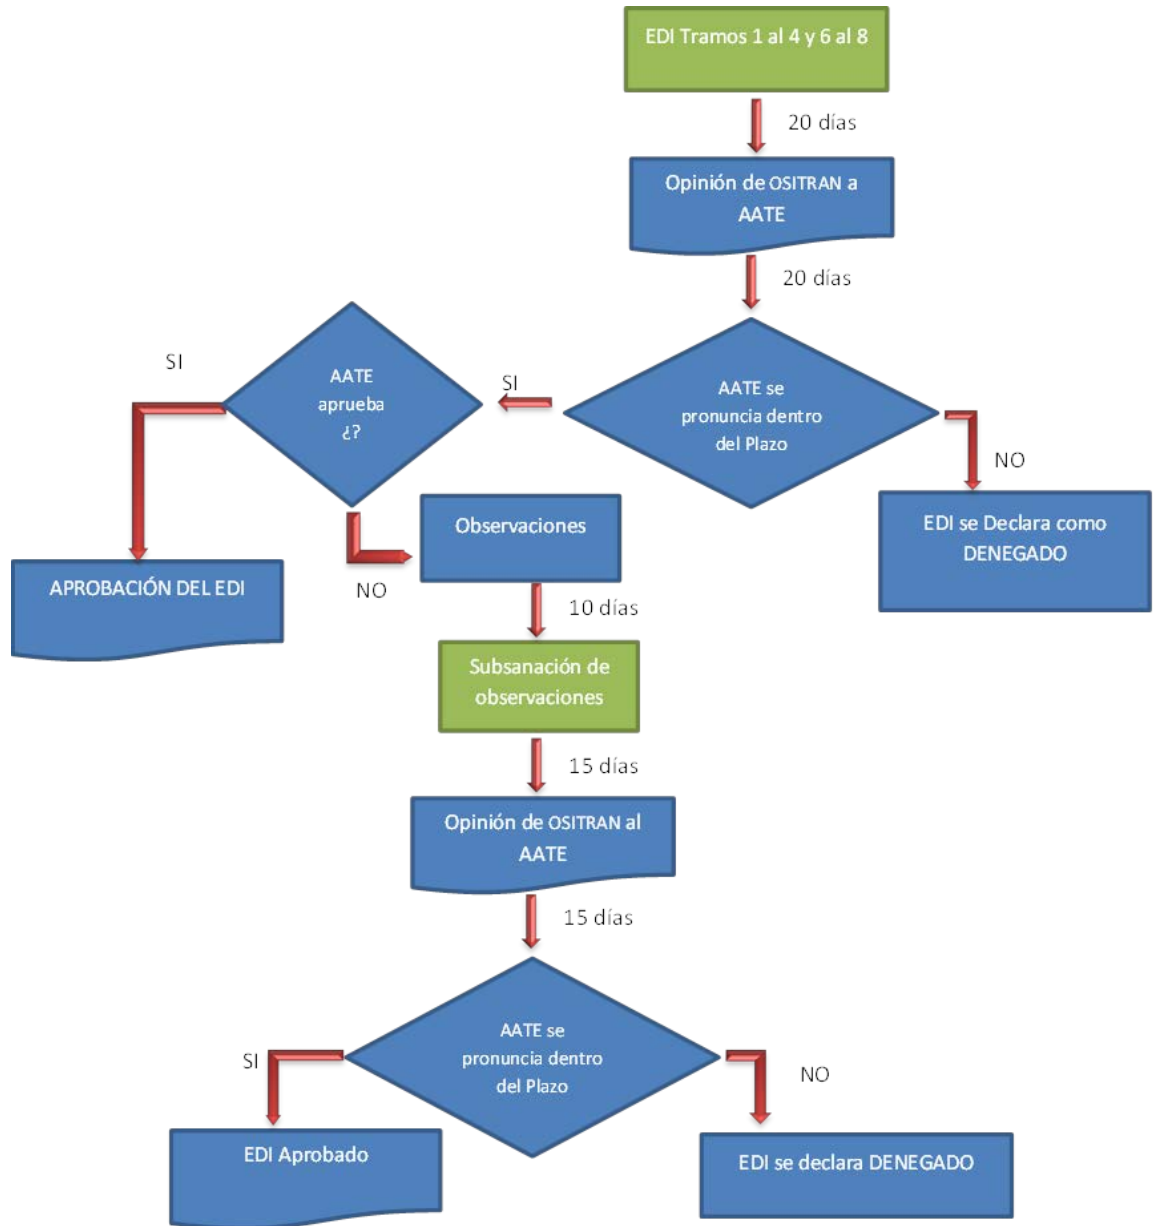 EDI Tramos 1 al 4 y 6 al 8
20 días
Opinión de OSITRAN a
AATE
20 días
AATE se
pronuncia dentro
del Plazo
SI
NO
AATE
aprueba
¿?
SI
NO
EDI se Declara como
DENEGADO
Observaciones
APROBACIÓN DEL EDI
10 días
Subsanación de
observaciones
15 días
Opinión de OSITRAN al
AATE
15 días
AATE se
pronuncia dentro
del Plazo
SI
NO
EDI Aprobado
EDI se declara DENEGADO